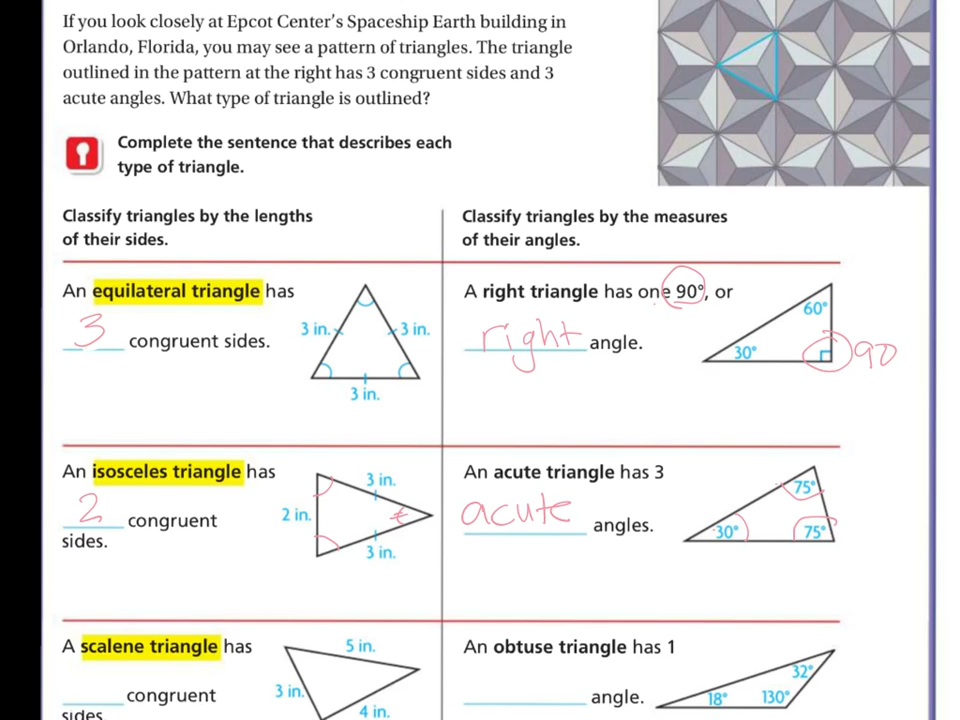 If you look closely at Epcot Center's Spaceship Earth building in
Orlando, Florida, you may see a pattern of triangles. The triangle
outlined in the pattern at the right has 3 congruent sides and 3
acute angles. What type of triangle is outlined?
Complete the sentence that describes each
type of triangle.
Classify triangles by the lengths
of their sides.
Classify triangles by the measures
of their angles.
An equilateral triangle has
3 congruent sides.
3 in.
3 in.
3 in.
A right triangle has one 90°, or
right angle.
60°
30°
90
An isosceles triangle has
2 congruent
sides.
3 in.
2 in.
3 in.
An acute triangle has 3
acute angles.
75°
30°
75°
A scalene triangle has
congruent
sides.
5 in.
3 in.
4 in.
An obtuse triangle has 1
angle.
32°
18°
130°